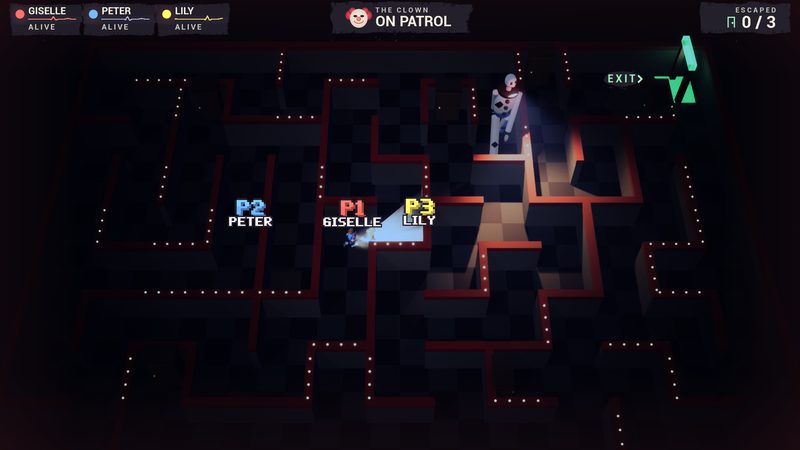 GISELLE
ALIVE
PETER
ALIVE
LILY
ALIVE
THE CLOWN
ON PATROL
ESCAPED
0 / 3
EXIT>
P2
PETER
P1
GISELLE
P3
LILY